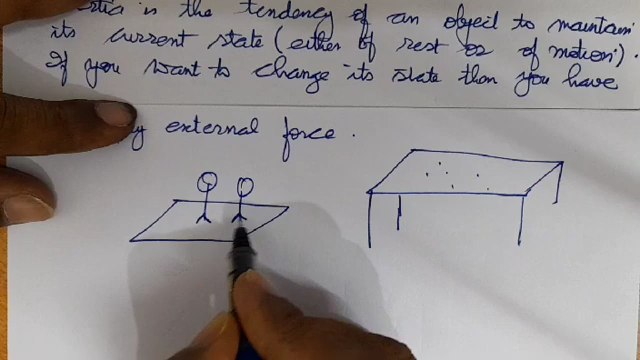 is the tendency of an object to maintain
its current state (either of rest or of motion).
If you want to change its state then you have
external force.